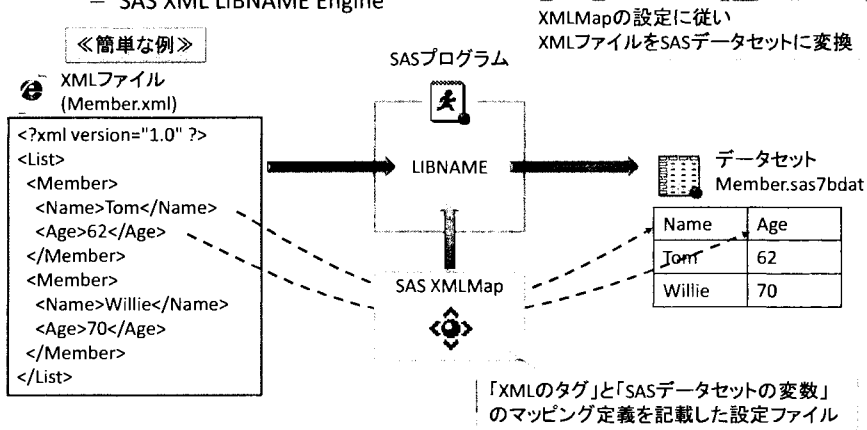 – SAS XML LIBNAME Engine
XMLMapの設定に従い
XMLファイルをSASデータセットに変換
≪簡単な例≫
SASプログラム
XMLファイル
(Member.xml)
<?xml version="1.0" ?>
<List>
<Member>
<Name>Tom</Name>
<Age>62</Age>
</Member>
<Member>
<Name>Willie</Name>
<Age>70</Age>
</Member>
</List>
LIBNAME
データセット
Member.sas7bdat
Name Age
Tom 62
Willie 70
SAS XMLMap
「XMLのタグ」と「SASデータセットの変数」
のマッピング定義を記載した設定ファイル